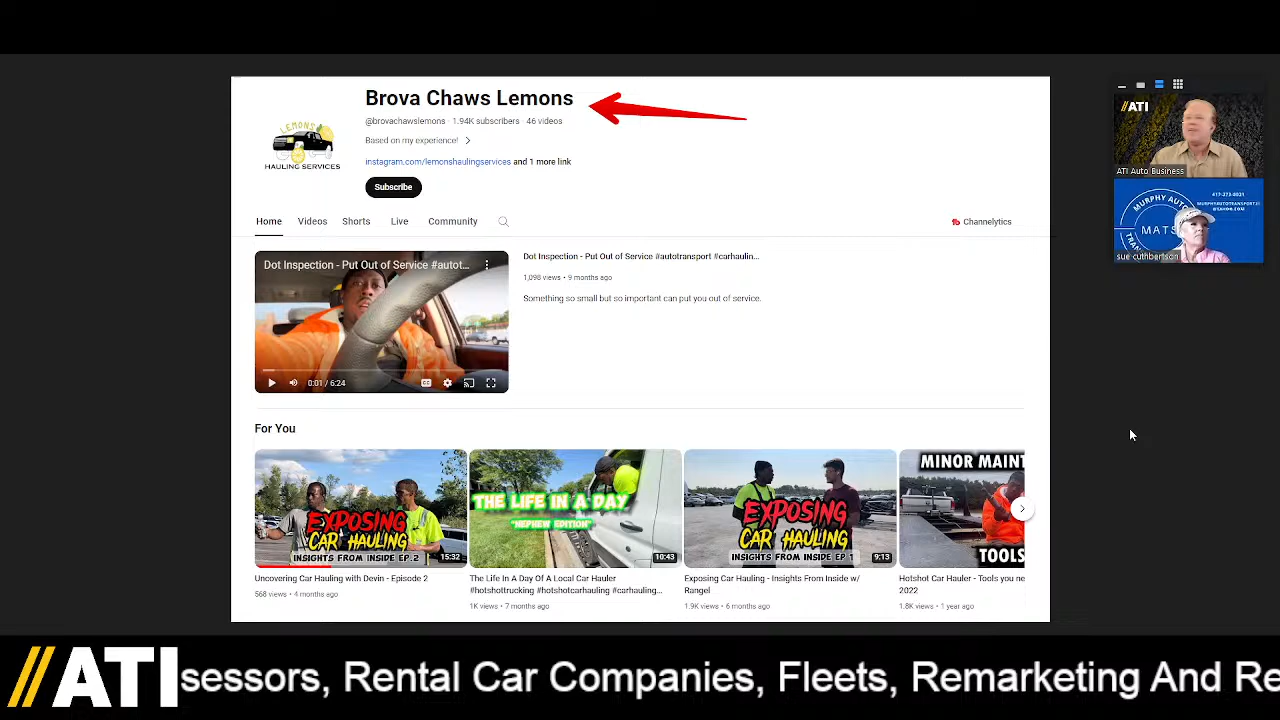 Brova Chaws Lemons
@brovachawslemons · 1.94K subscribers · 46 videos
Based on my experience!
instagram.com/lemonshaulingservices and 1 more link
Subscribe
LEMONS
HAULING SERVICES
Home Videos Shorts Live Community
Channelytics
Dot Inspection - Put Out of Service #autot...
0:01 / 6:24
Dot Inspection - Put Out of Service #autotransport #carhaulin...
1,098 views · 9 months ago
Something so small but so important can put you out of service.
For You
EXPOSING
CAR HAULING
INSIGHTS FROM INSIDE EP.2
15:32
Uncovering Car Hauling with Devin - Episode 2
568 views · 4 months ago
THE LIFE IN A DAY
"NEPHEW EDITION"
10:43
The Life In A Day Of A Local Car Hauler
#hotshottrucking #hotshotcarhauling #carhauling...
1K views · 7 months ago
EXPOSING
CAR HAULING
INSIGHTS FROM INSIDE EP 1
9:13
Exposing Car Hauling - Insights From Inside w/
Rangel
1.9K views · 6 months ago
MINOR MAINT
TOOLS
Hotshot Car Hauler - Tools you ne
2022
1.8K views · 1 year ago
//ATI
ATI Auto Business
417-273-0021
MURPHY AUTO
MATS
sue cuthbertson
//ATI
sessors, Rental Car Companies, Fleets, Remarketing And Re